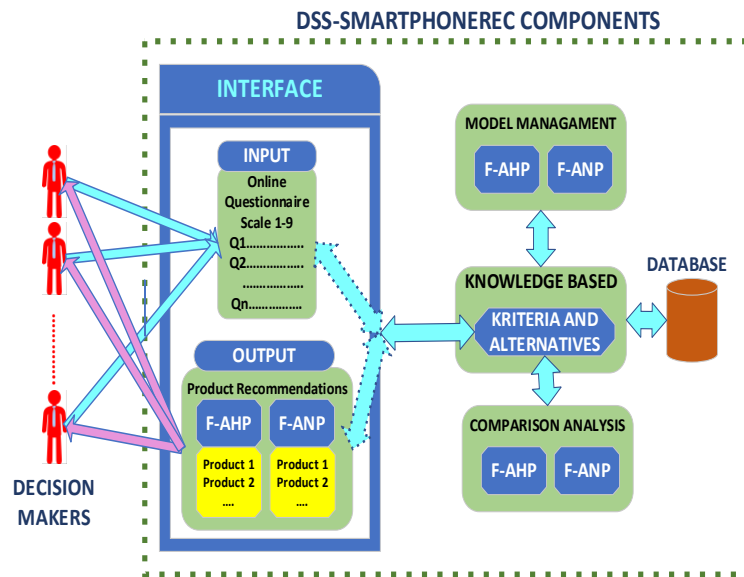 DSS-SMARTPHONEREC COMPONENTS
INTERFACE
INPUT
Online
Questionnaire
Scale 1-9
Q1.................
Q2................
................
Qn................
OUTPUT
Product Recommendations
F-AHP
F-ANP
Product 1
Product 2
....
Product 1
Product 2
....
DECISION
MAKERS
MODEL MANAGAMENT
F-AHP
F-ANP
KNOWLEDGE BASED
KRITERIA AND
ALTERNATIVES
DATABASE
COMPARISON ANALYSIS
F-AHP
F-ANP